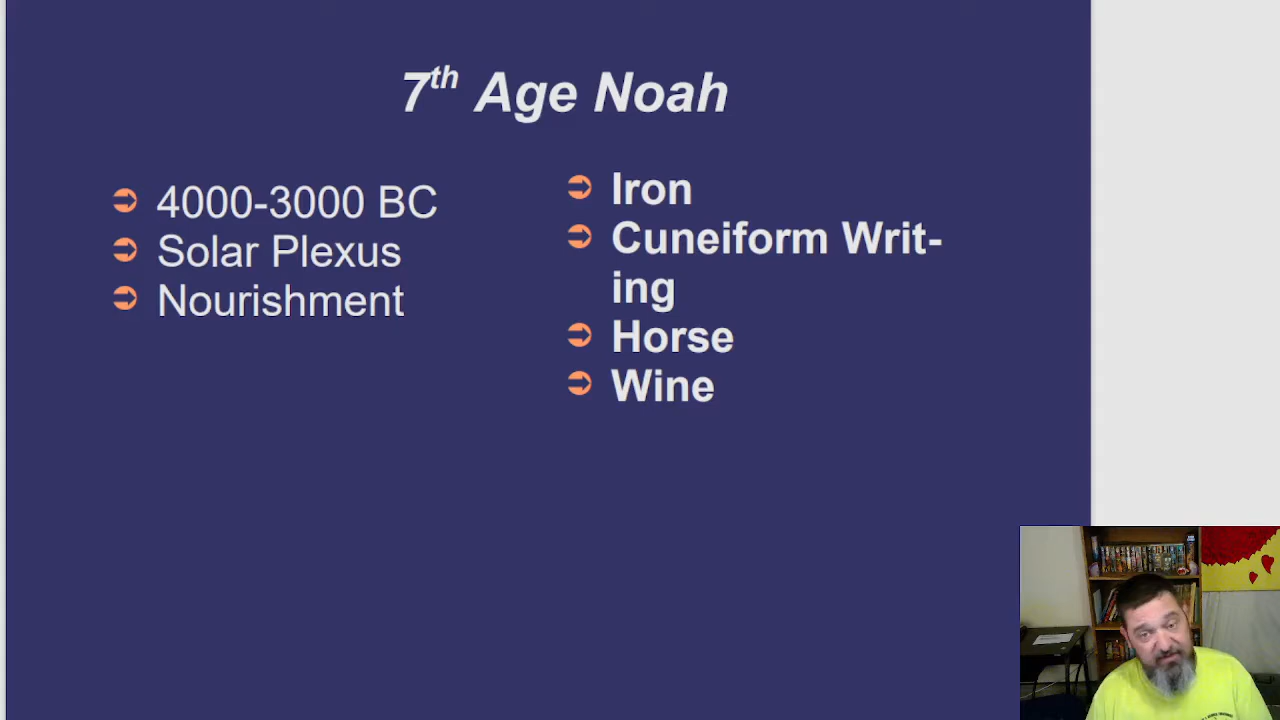 7th Age Noah
4000-3000 BC
Solar Plexus
Nourishment
Iron
Cuneiform Writ-
ing
Horse
Wine